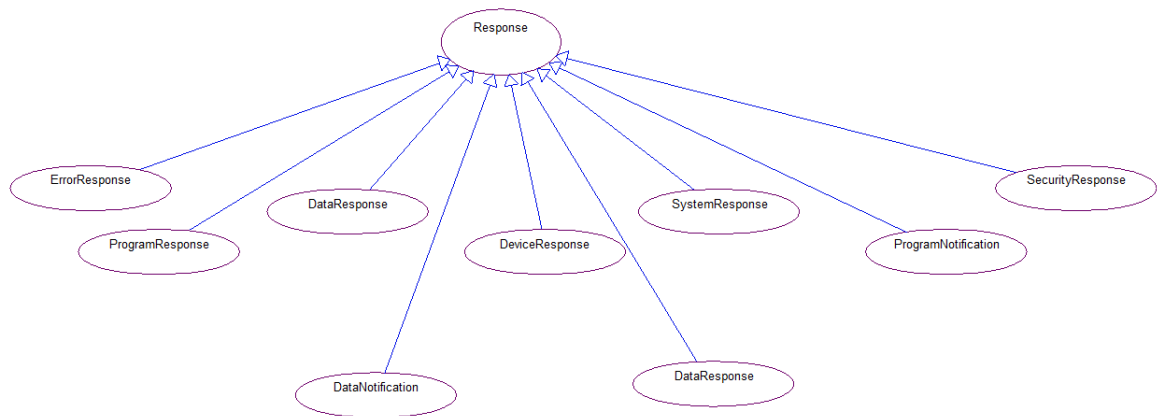 Response
ErrorResponse
SecurityResponse
DataResponse
SystemResponse
ProgramResponse
DeviceResponse
ProgramNotification
DataNotification
DataResponse